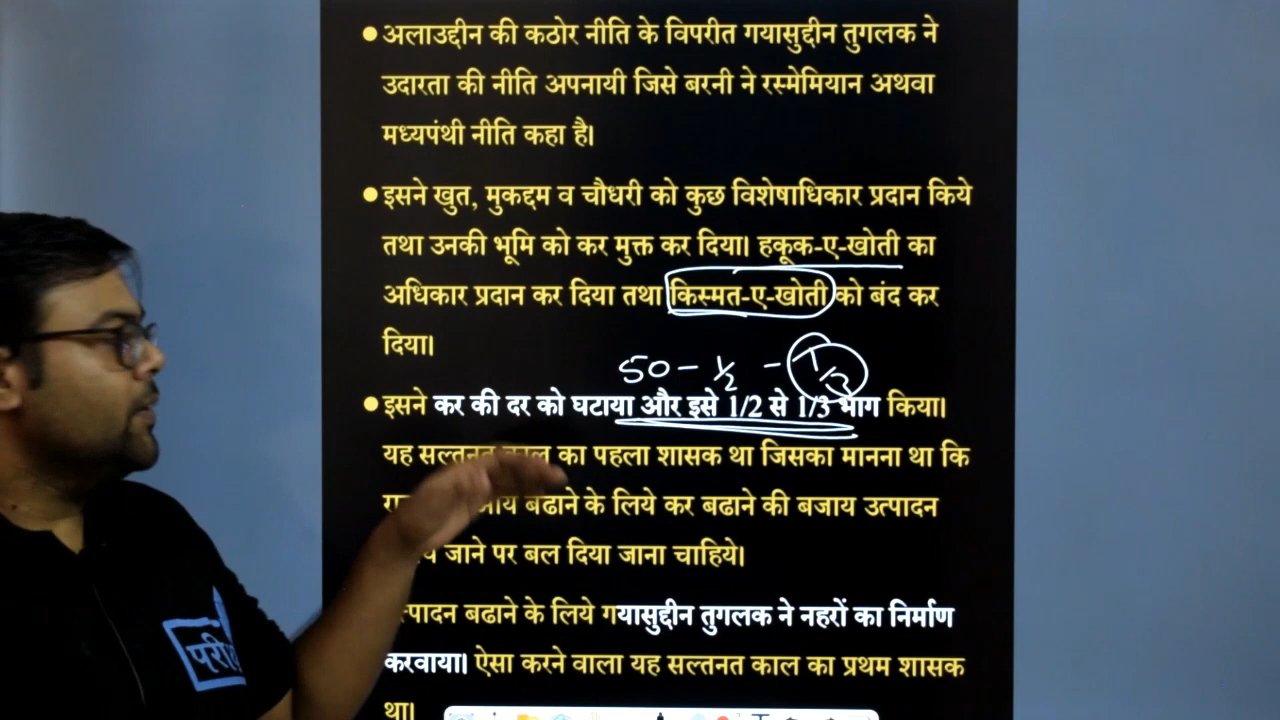 ● अलाउद्दीन की कठोर नीति के विपरीत गयासुद्दीन तुगलक ने
उदारता की नीति अपनायी जिसे बरनी ने रस्मेमियान अथवा
मध्यपंथी नीति कहा है।
● इसने खुत, मुकद्दम व चौधरी को कुछ विशेषाधिकार प्रदान किये
तथा उनकी भूमि को कर मुक्त कर दिया। हकूक-ए-खोती का
अधिकार प्रदान कर दिया तथा किस्मत-ए-खोती को बंद कर
दिया।
50 - 1/2 - 1/3
● इसने कर की दर को घटाया और इसे 1/2 से 1/3 भाग किया।
यह सल्तनत काल का पहला शासक था जिसका मानना था कि
बढाने के लिये कर बढाने की बजाय उत्पादन
जाने पर बल दिया जाना चाहिये।
बढाने के लिये गयासुद्दीन तुगलक ने नहरों का निर्माण
करवाया। ऐसा करने वाला यह सल्तनत काल का प्रथम शासक
था।